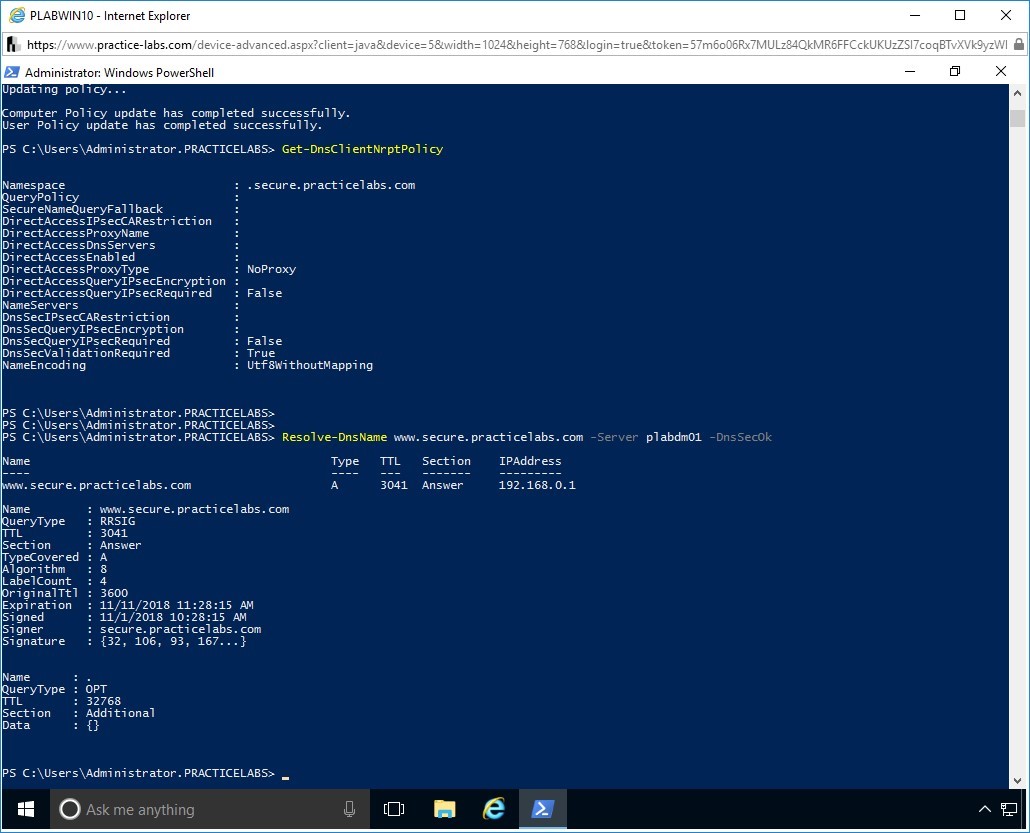 PLABWIN10 - Internet Explorer
https://www.practice-labs.com/device-advanced.aspx?client=java&device=5&width=1024&height=768&login=true&token=57m6o06Rx7MULz84QkMR6FFCckUKUzZSI7coqBTvXVk9yzWI
Administrator: Windows PowerShell
Updating policy...
Computer Policy update has completed successfully.
User Policy update has completed successfully.
PS C:\Users\Administrator.PRACTICELABS> Get-DnsClientNrptPolicy
Namespace : .secure.practicelabs.com
QueryPolicy :
SecureNameQueryFallback :
DirectAccessIPsecCARestriction :
DirectAccessProxyName :
DirectAccessDnsServers :
DirectAccessEnabled :
DirectAccessProxyType : NoProxy
DirectAccessQueryIPsecEncryption :
DirectAccessQueryIPsecRequired : False
NameServers :
DnsSecIPsecCARestriction :
DnsSecQueryIPsecEncryption :
DnsSecQueryIPsecRequired : False
DnsSecValidationRequired : True
NameEncoding : Utf8WithoutMapping
PS C:\Users\Administrator.PRACTICELABS>
PS C:\Users\Administrator.PRACTICELABS>
PS C:\Users\Administrator.PRACTICELABS> Resolve-DnsName www.secure.practicelabs.com -Server plabdm01 -DnsSecOk
Name Type TTL Section IPAddress
---- ---- --- ------- ---------
www.secure.practicelabs.com A 3041 Answer 192.168.0.1
Name : www.secure.practicelabs.com
QueryType : RRSIG
TTL : 3041
Section : Answer
TypeCovered : A
Algorithm : 8
LabelCount : 4
OriginalTtl : 3600
Expiration : 11/11/2018 11:28:15 AM
Signed : 11/1/2018 10:28:15 AM
Signer : secure.practicelabs.com
Signature : {32, 106, 93, 167...}
Name : .
QueryType : OPT
TTL : 32768
Section : Additional
Data : {}
PS C:\Users\Administrator.PRACTICELABS> _
Ask me anything